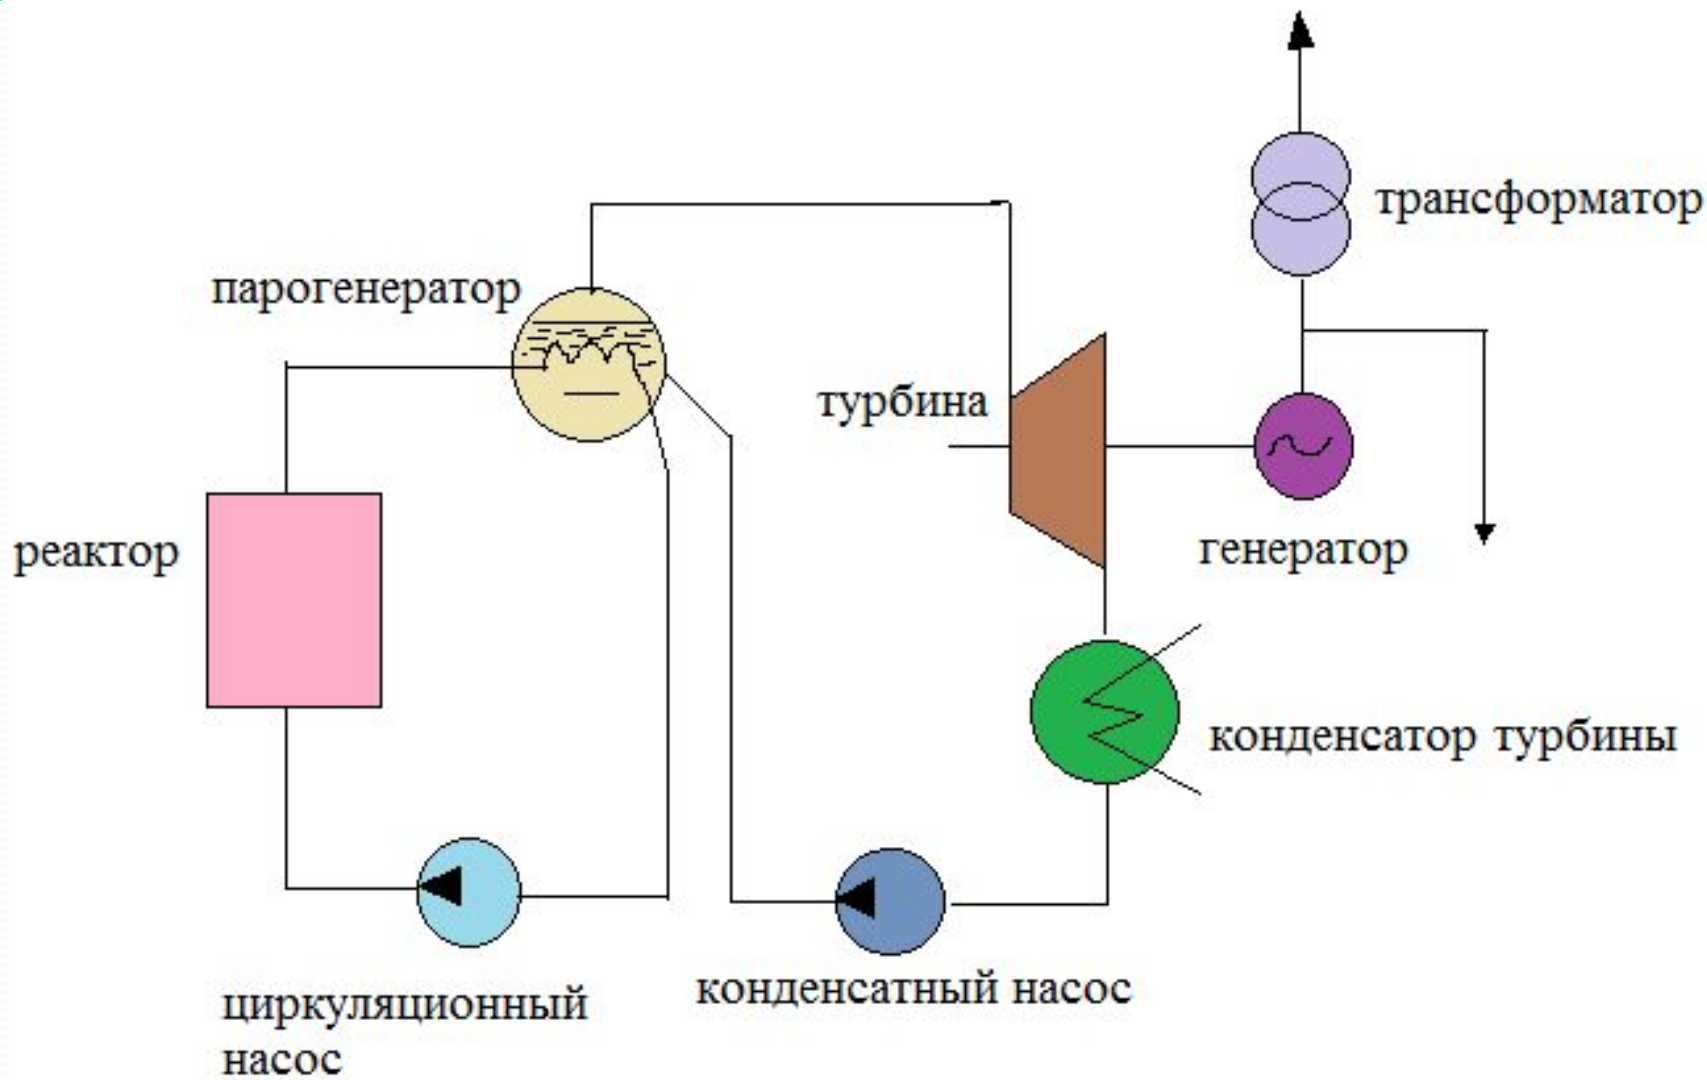 трансформатор
парогенератор
турбина
реактор
генератор
конденсатор турбины
конденсатный насос
циркуляционный
насос